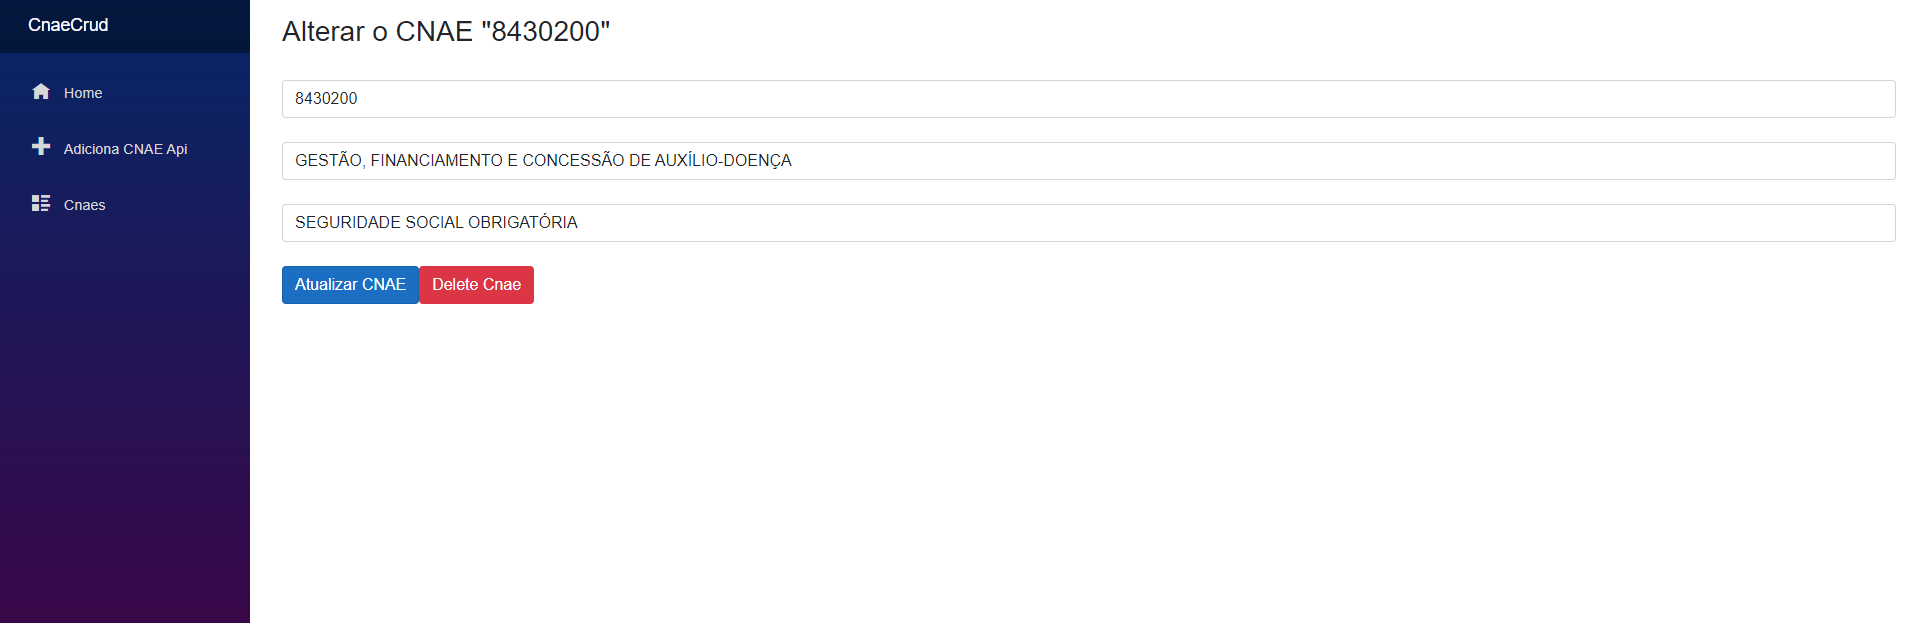 CnaeCrud
Home
Adiciona CNAE Api
Cnaes
Alterar o CNAE "8430200"
8430200
GESTÃO, FINANCIAMENTO E CONCESSÃO DE AUXÍLIO-DOENÇA
SEGURIDADE SOCIAL OBRIGATÓRIA
Atualizar CNAE Delete Cnae